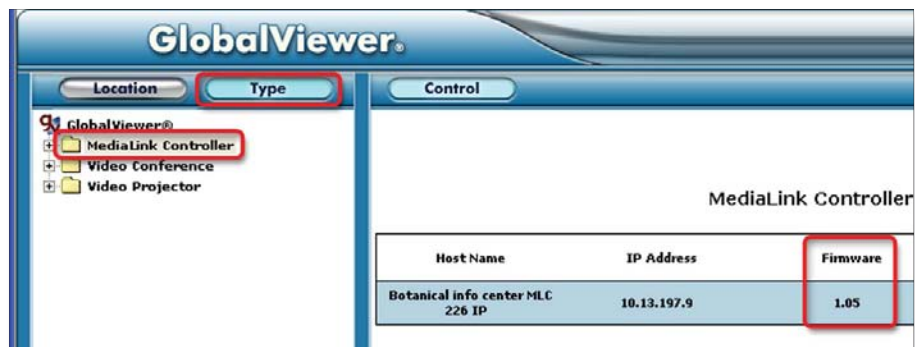 GlobalViewer®
Location Type Control
GlobalViewer®
MediaLink Controller
Video Conference
Video Projector
MediaLink Controller
Host Name IP Address Firmware
Botanical info center MLC
226 IP
10.13.197.9 1.05